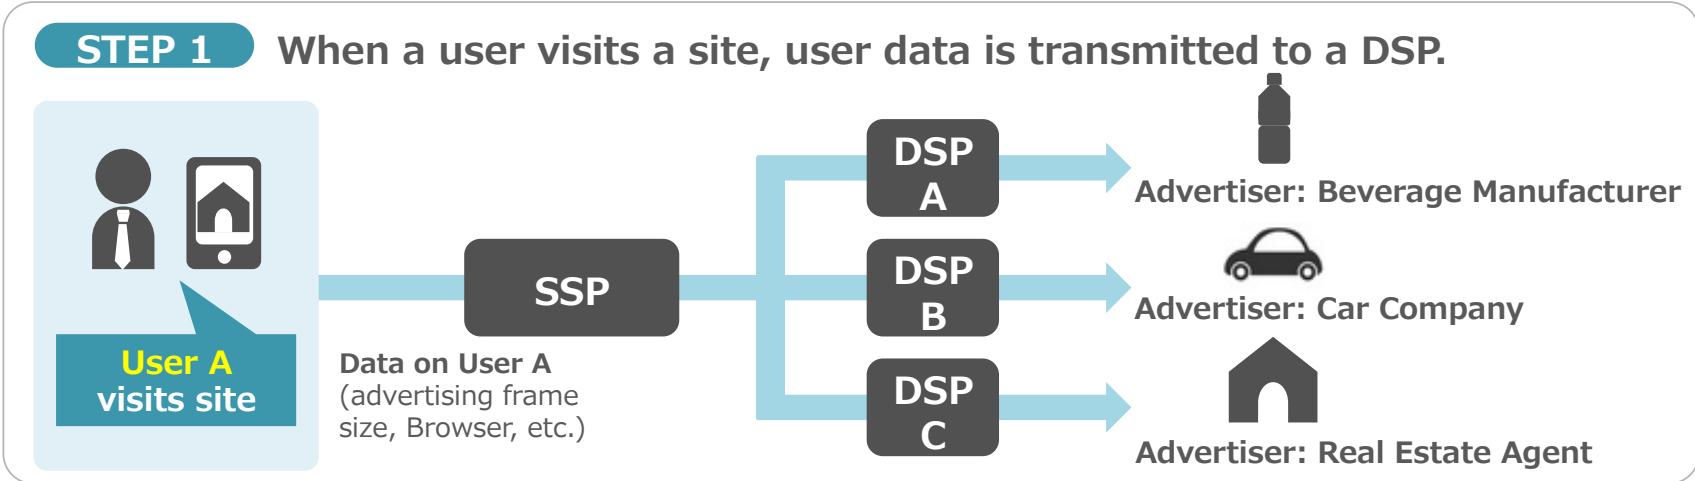 STEP 1
When a user visits a site, user data is transmitted to a DSP.
User A
visits site
SSP
Data on User A
(advertising frame
size, Browser, etc.)
DSP
A
Advertiser: Beverage Manufacturer
DSP
B
Advertiser: Car Company
DSP
C
Advertiser: Real Estate Agent